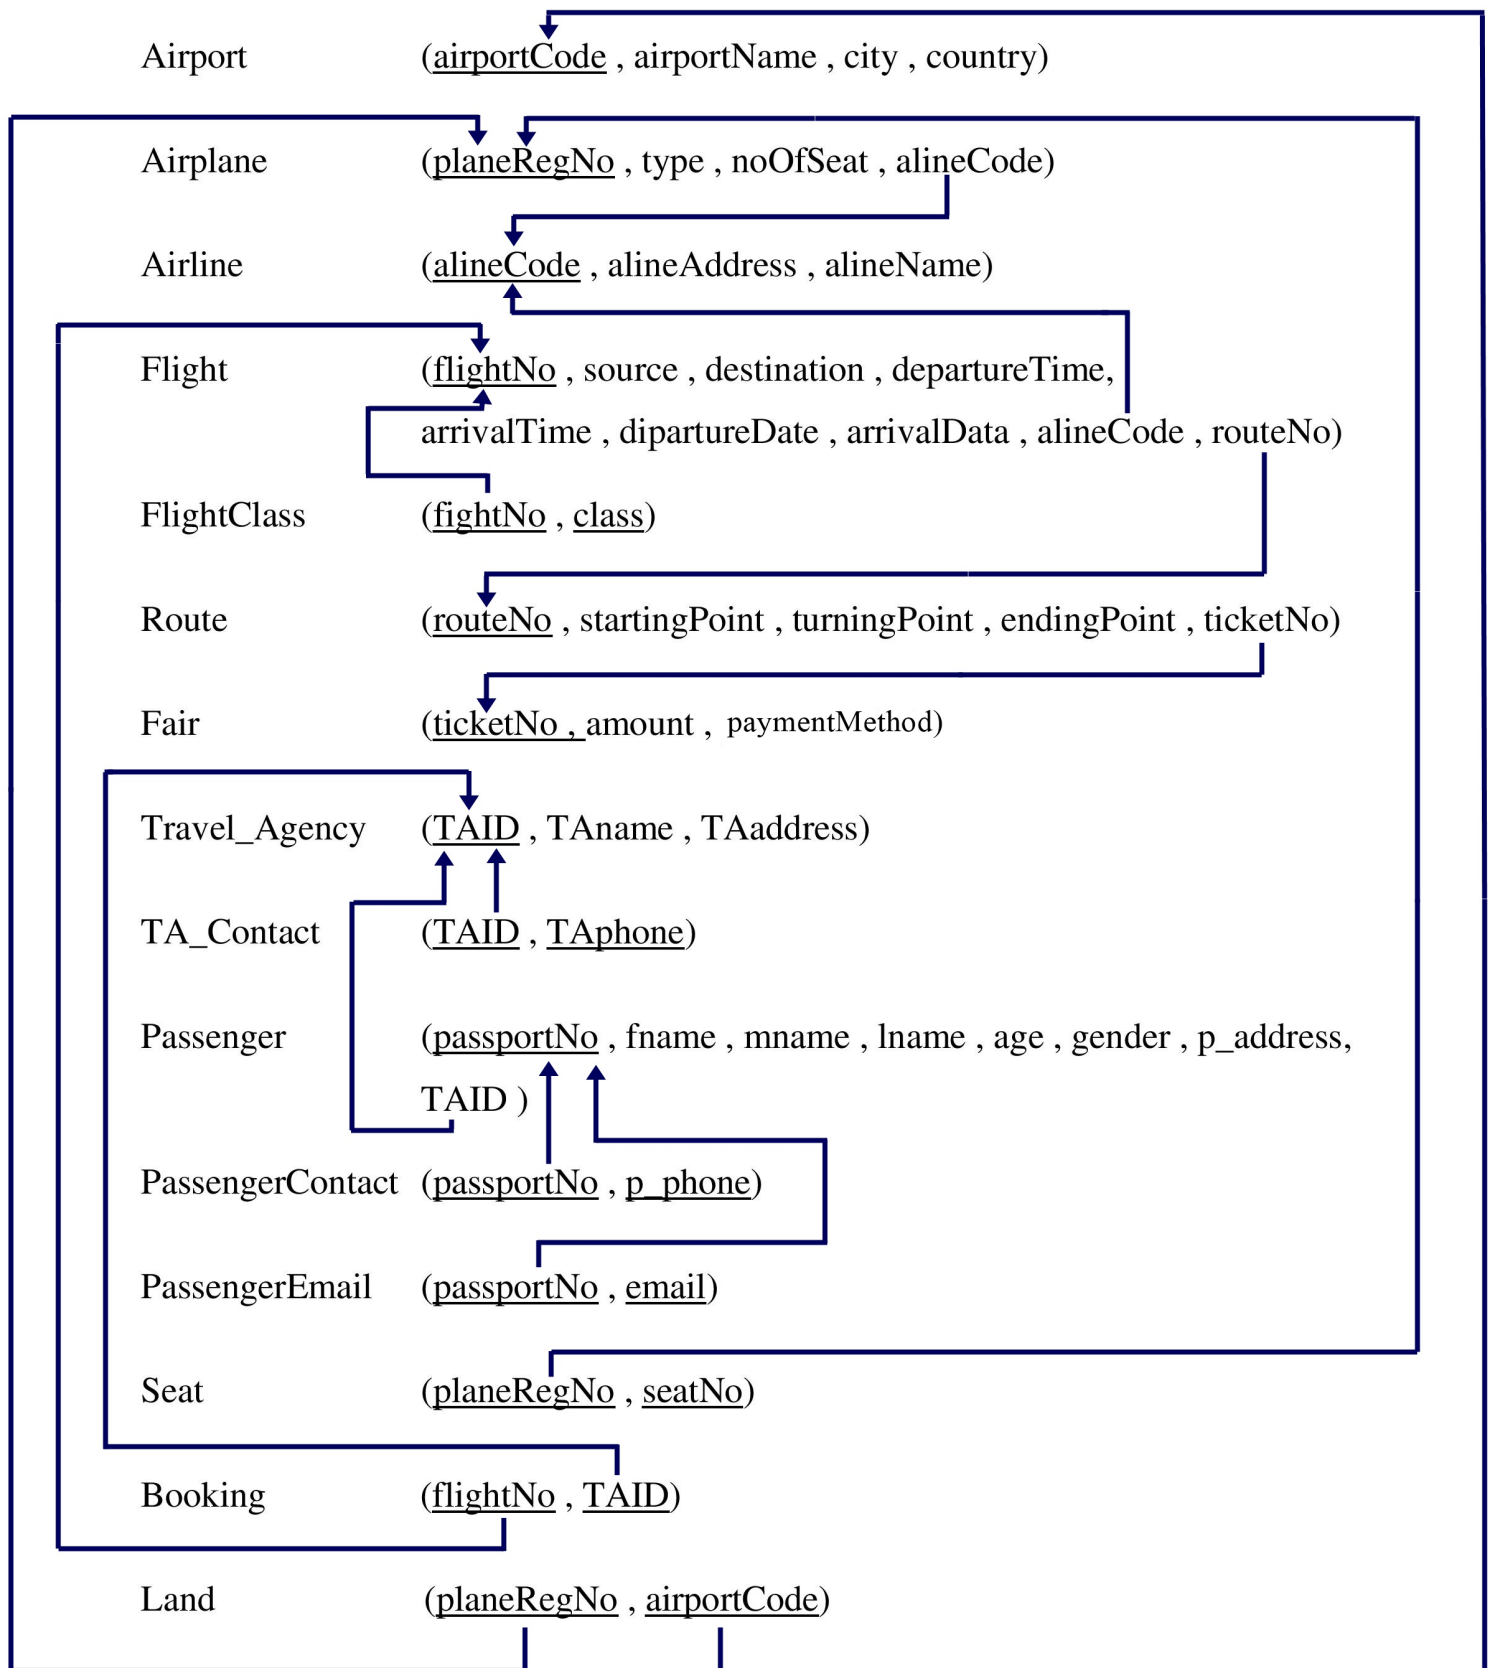 Airport (airportCode , airportName , city , country)
Airplane (planeRegNo , type , noOfSeat , alineCode)
Airline (alineCode , alineAddress , alineName)
Flight (flightNo , source , destination , departureTime,
arrivalTime , dipartureDate , arrivalData , alineCode , routeNo)
FlightClass (fightNo , class)
Route (routeNo , startingPoint , turningPoint , endingPoint , ticketNo)
Fair (ticketNo , amount , paymentMethod)
Travel_Agency (TAID , TAname , TAaddress)
TA_Contact (TAID , TAphone)
Passenger (passportNo , fname , mname , lname , age , gender , p_address,
TAID )
PassengerContact (passportNo , p_phone)
PassengerEmail (passportNo , email)
Seat (planeRegNo , seatNo)
Booking (flightNo , TAID)
Land (planeRegNo , airportCode)